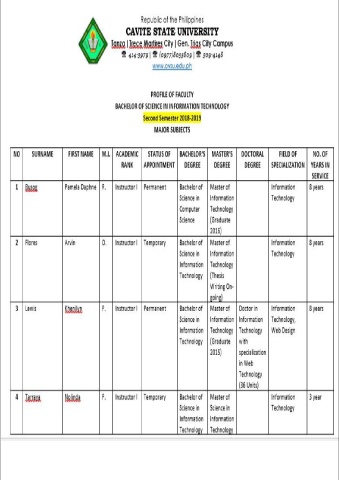 Republic of the Philippines
CAVITE STATE UNIVERSITY
Tanza | Trece Martires City | Gen. Trias City Campus
☎ 414-3979 | ☎ (0977)8033809 | ☎ 509-4148
www.cvsu.edu.ph
PROFILE OF FACULTY
BACHELOR OF SCIENCE IN INFORMATION TECHNOLOGY
Second Semester 2018-2019
MAJOR SUBJECTS
NO SURNAME FIRST NAME M.I. ACADEMIC RANK STATUS OF APPOINTMENT BACHELOR'S DEGREE MASTER'S DEGREE DOCTORAL DEGREE FIELD OF SPECIALIZATION NO. OF YEARS IN SERVICE
1 Pamela Daphne R. Instructor I Permanent Bachelor of Science in Computer Science Master of Information Technology (Graduate 2015) Information Technology 8 years
2 Flores Arvin O. Instructor I Temporary Bachelor of Science in Information Technology Master of Information Technology (Thesis Writing On-going) Information Technology 8 years
3 Lewis F. Instructor I Permanent Bachelor of Science in Information Technology Master of Information Technology (Graduate 2015) Doctor in Information Technology with specialization in Web Technology (36 Units) Information Technology, Web Design 8 years
4 P. Instructor I Temporary Bachelor of Science in Information Technology Master of Science in Information Technology Information Technology 3 year